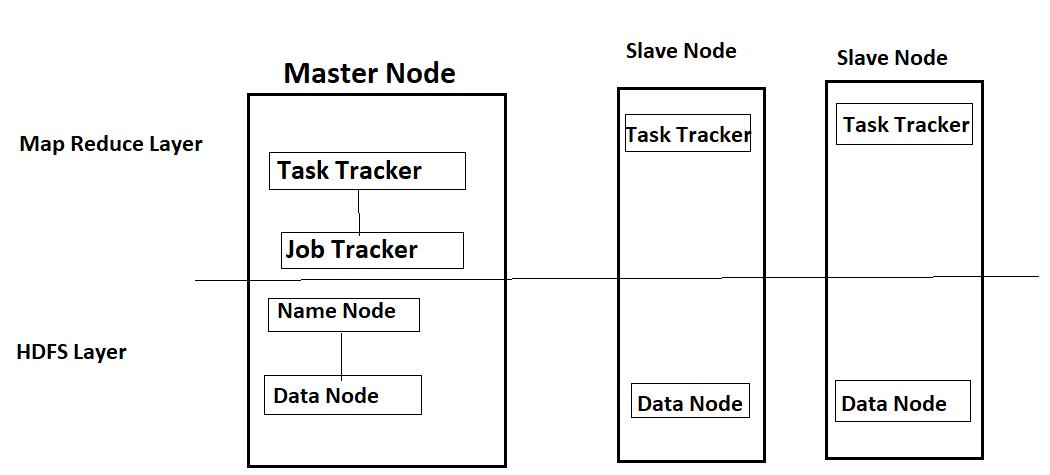 Master Node
Slave Node
Slave Node
Map Reduce Layer
Task Tracker
Job Tracker
Task Tracker
Task Tracker
HDFS Layer
Name Node
Data Node
Data Node
Data Node